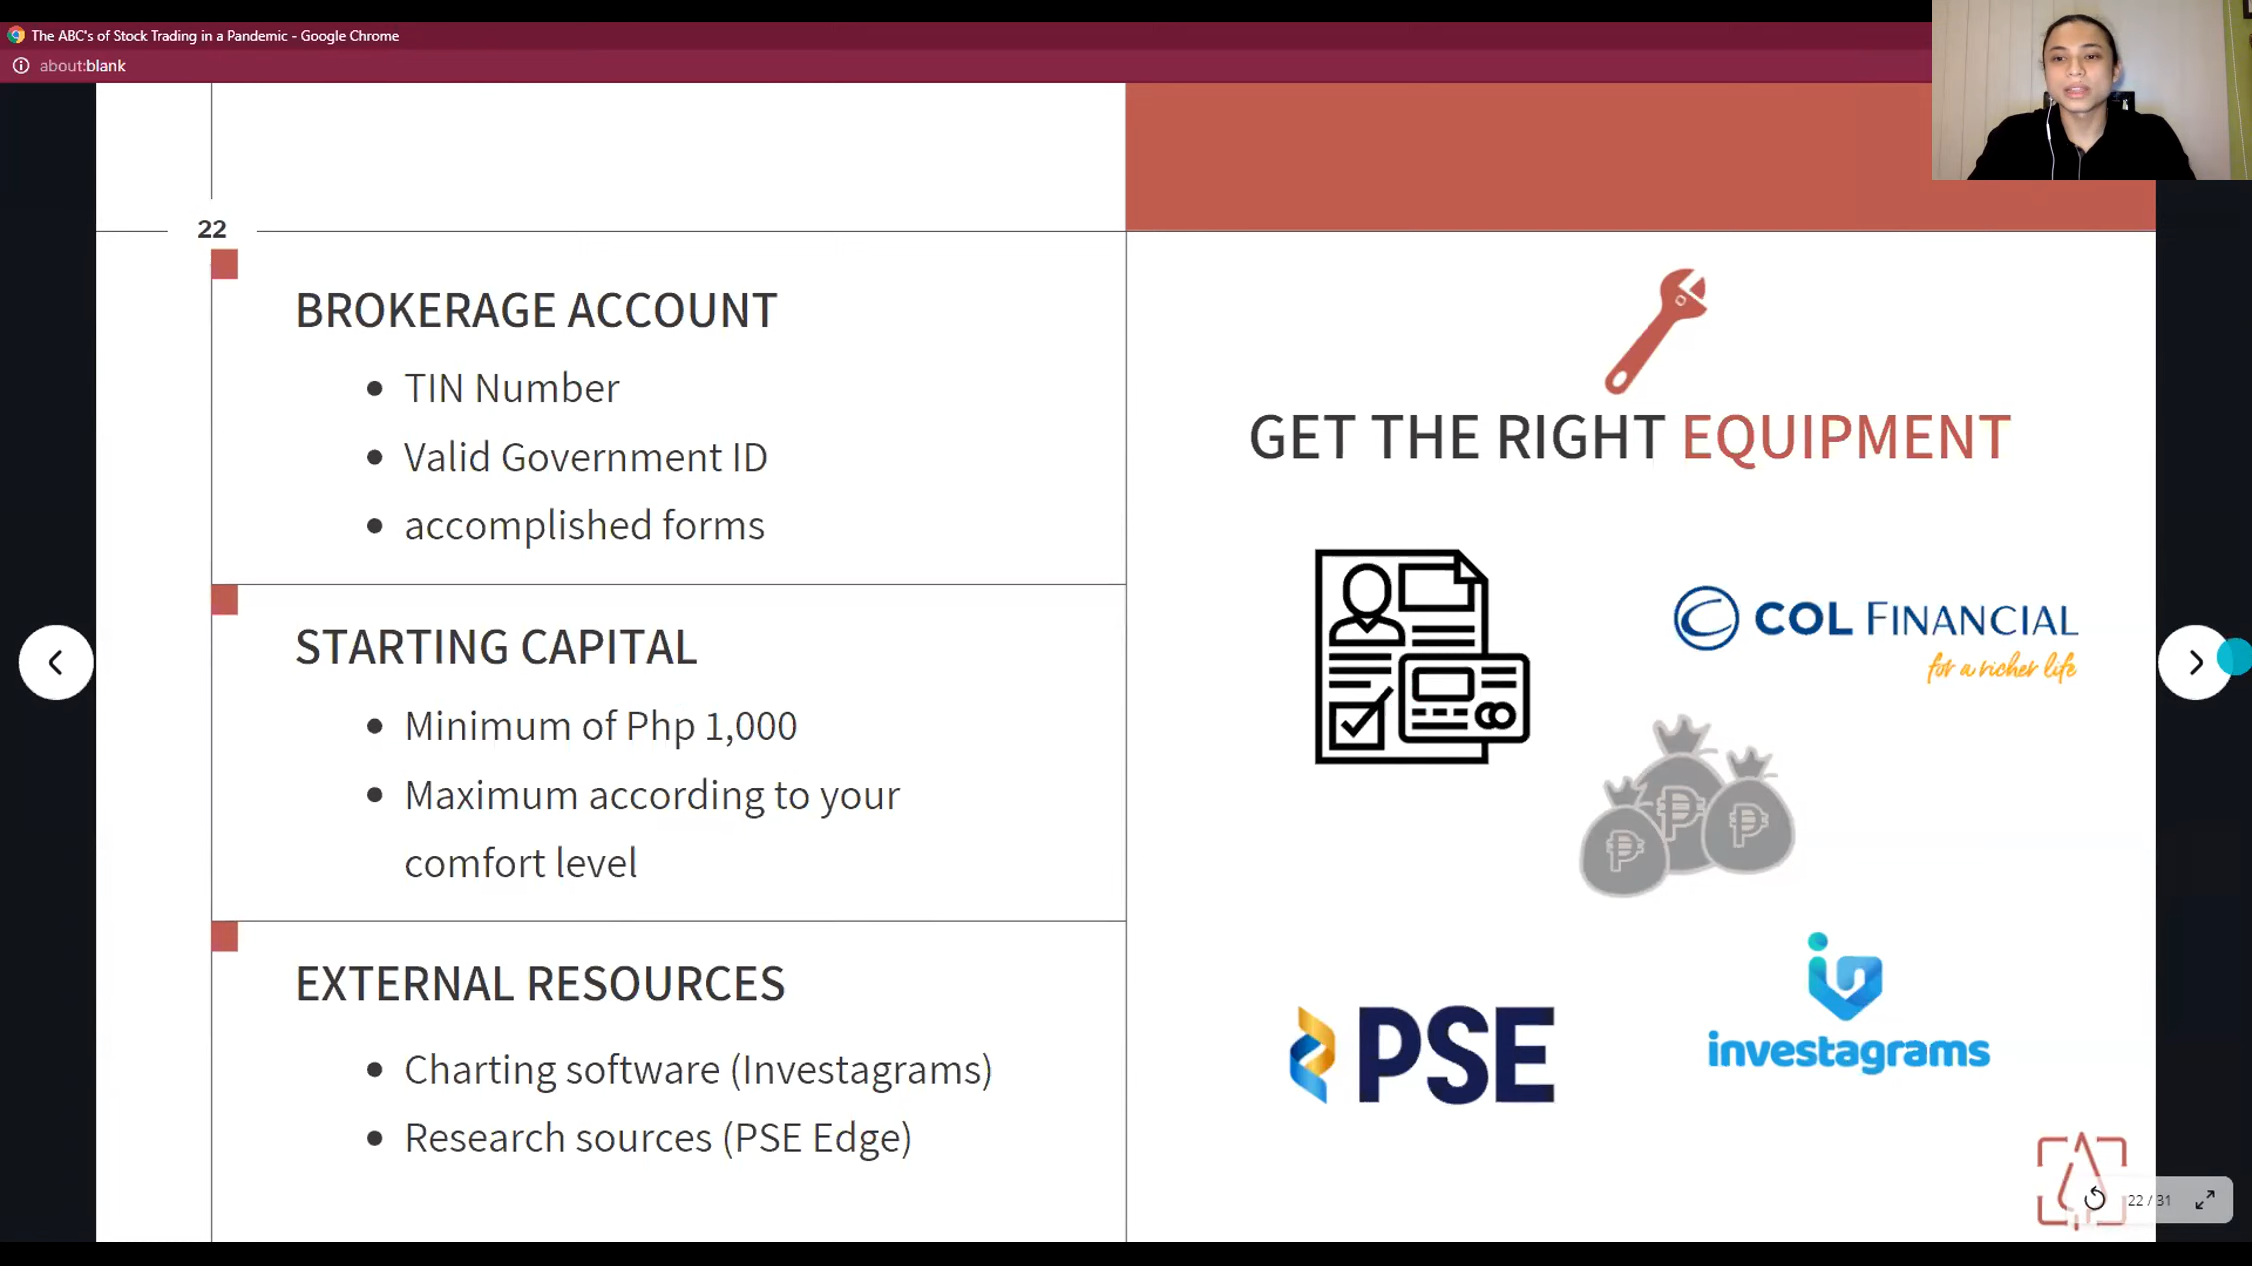 The ABC's of Stock Trading in a Pandemic - Google Chrome
about:blank
22
BROKERAGE ACCOUNT
• TIN Number
• Valid Government ID
• accomplished forms
STARTING CAPITAL
• Minimum of Php 1,000
• Maximum according to your
comfort level
EXTERNAL RESOURCES
• Charting software (Investagrams)
• Research sources (PSE Edge)
GET THE RIGHT EQUIPMENT
COL FINANCIAL
for a richer life
₱ ₱ ₱
PSE
investagrams
22 / 31